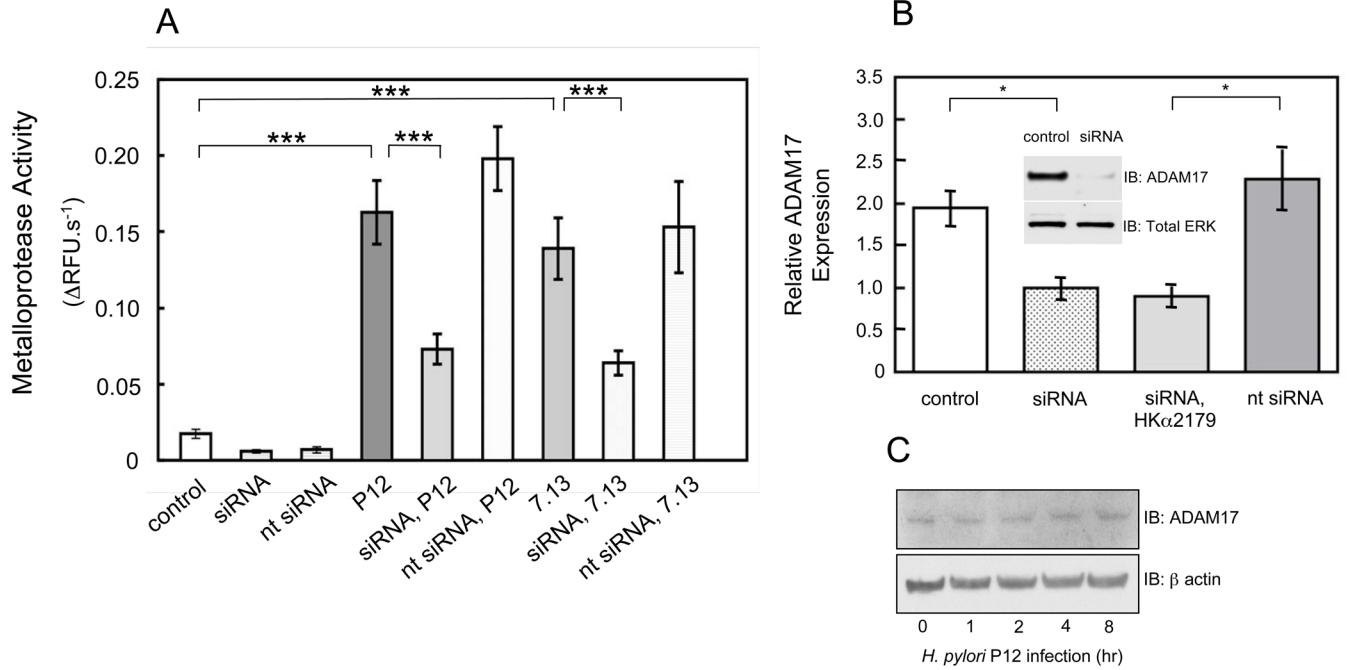 A
Metalloprotease Activity
(ΔRFU.s⁻¹)
0.25
0.20
0.15
0.10
0.05
0
***
***
***
***
control
siRNA
nt siRNA
P12
siRNA, P12
nt siRNA, P12
7.13
siRNA, 7.13
nt siRNA, 7.13
B
Relative ADAM17
Expression
3.0
2.5
2.0
1.5
1.0
0.5
0
*
*
control siRNA
IB: ADAM17
IB: Total ERK
control
siRNA
siRNA,
HKα2179
nt siRNA
C
IB: ADAM17
IB: β actin
0 1 2 4 8
H. pylori P12 infection (hr)